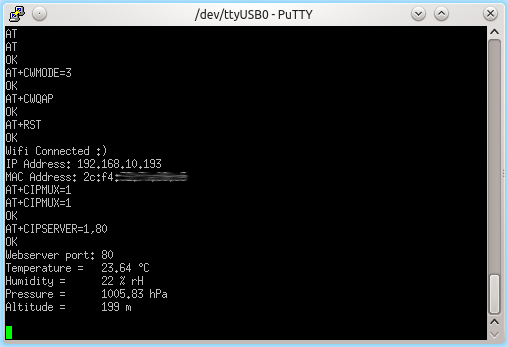 /dev/ttyUSB0 - PuTTY
AT
AT
OK
AT+CWMODE=3
OK
AT+CWQAP
OK
AT+RST
OK
Wifi Connected :)
IP Address: 192.168.10.193
MAC Address: 2c:f4:
AT+CIPMUX=1
AT+CIPMUX=1
OK
AT+CIPSERVER=1,80
OK
Webserver port: 80
Temperature =   23.64 °C
Humidity =      22 % rH
Pressure =      1005.83 hPa
Altitude =      199 m